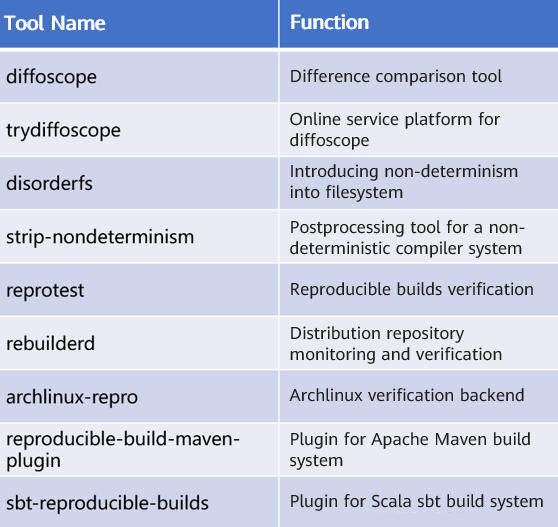 Tool Name
Function
diffoscope
Difference comparison tool
trydiffoscope
Online service platform for
diffoscope
disorderfs
Introducing non-determinism
into filesystem
strip-nondeterminism
Postprocessing tool for a non-
deterministic compiler system
reprotest
Reproducible builds verification
rebuilderd
Distribution repository
monitoring and verification
archlinux-repro
Archlinux verification backend
reproducible-build-maven-
plugin
Plugin for Apache Maven build
system
sbt-reproducible-builds
Plugin for Scala sbt build system